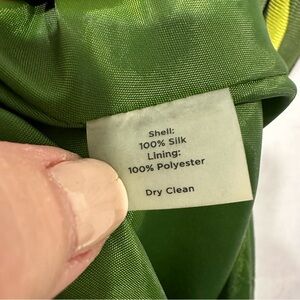 Shell:
100% Silk
Lining:
100% Polyester
Dry Clean